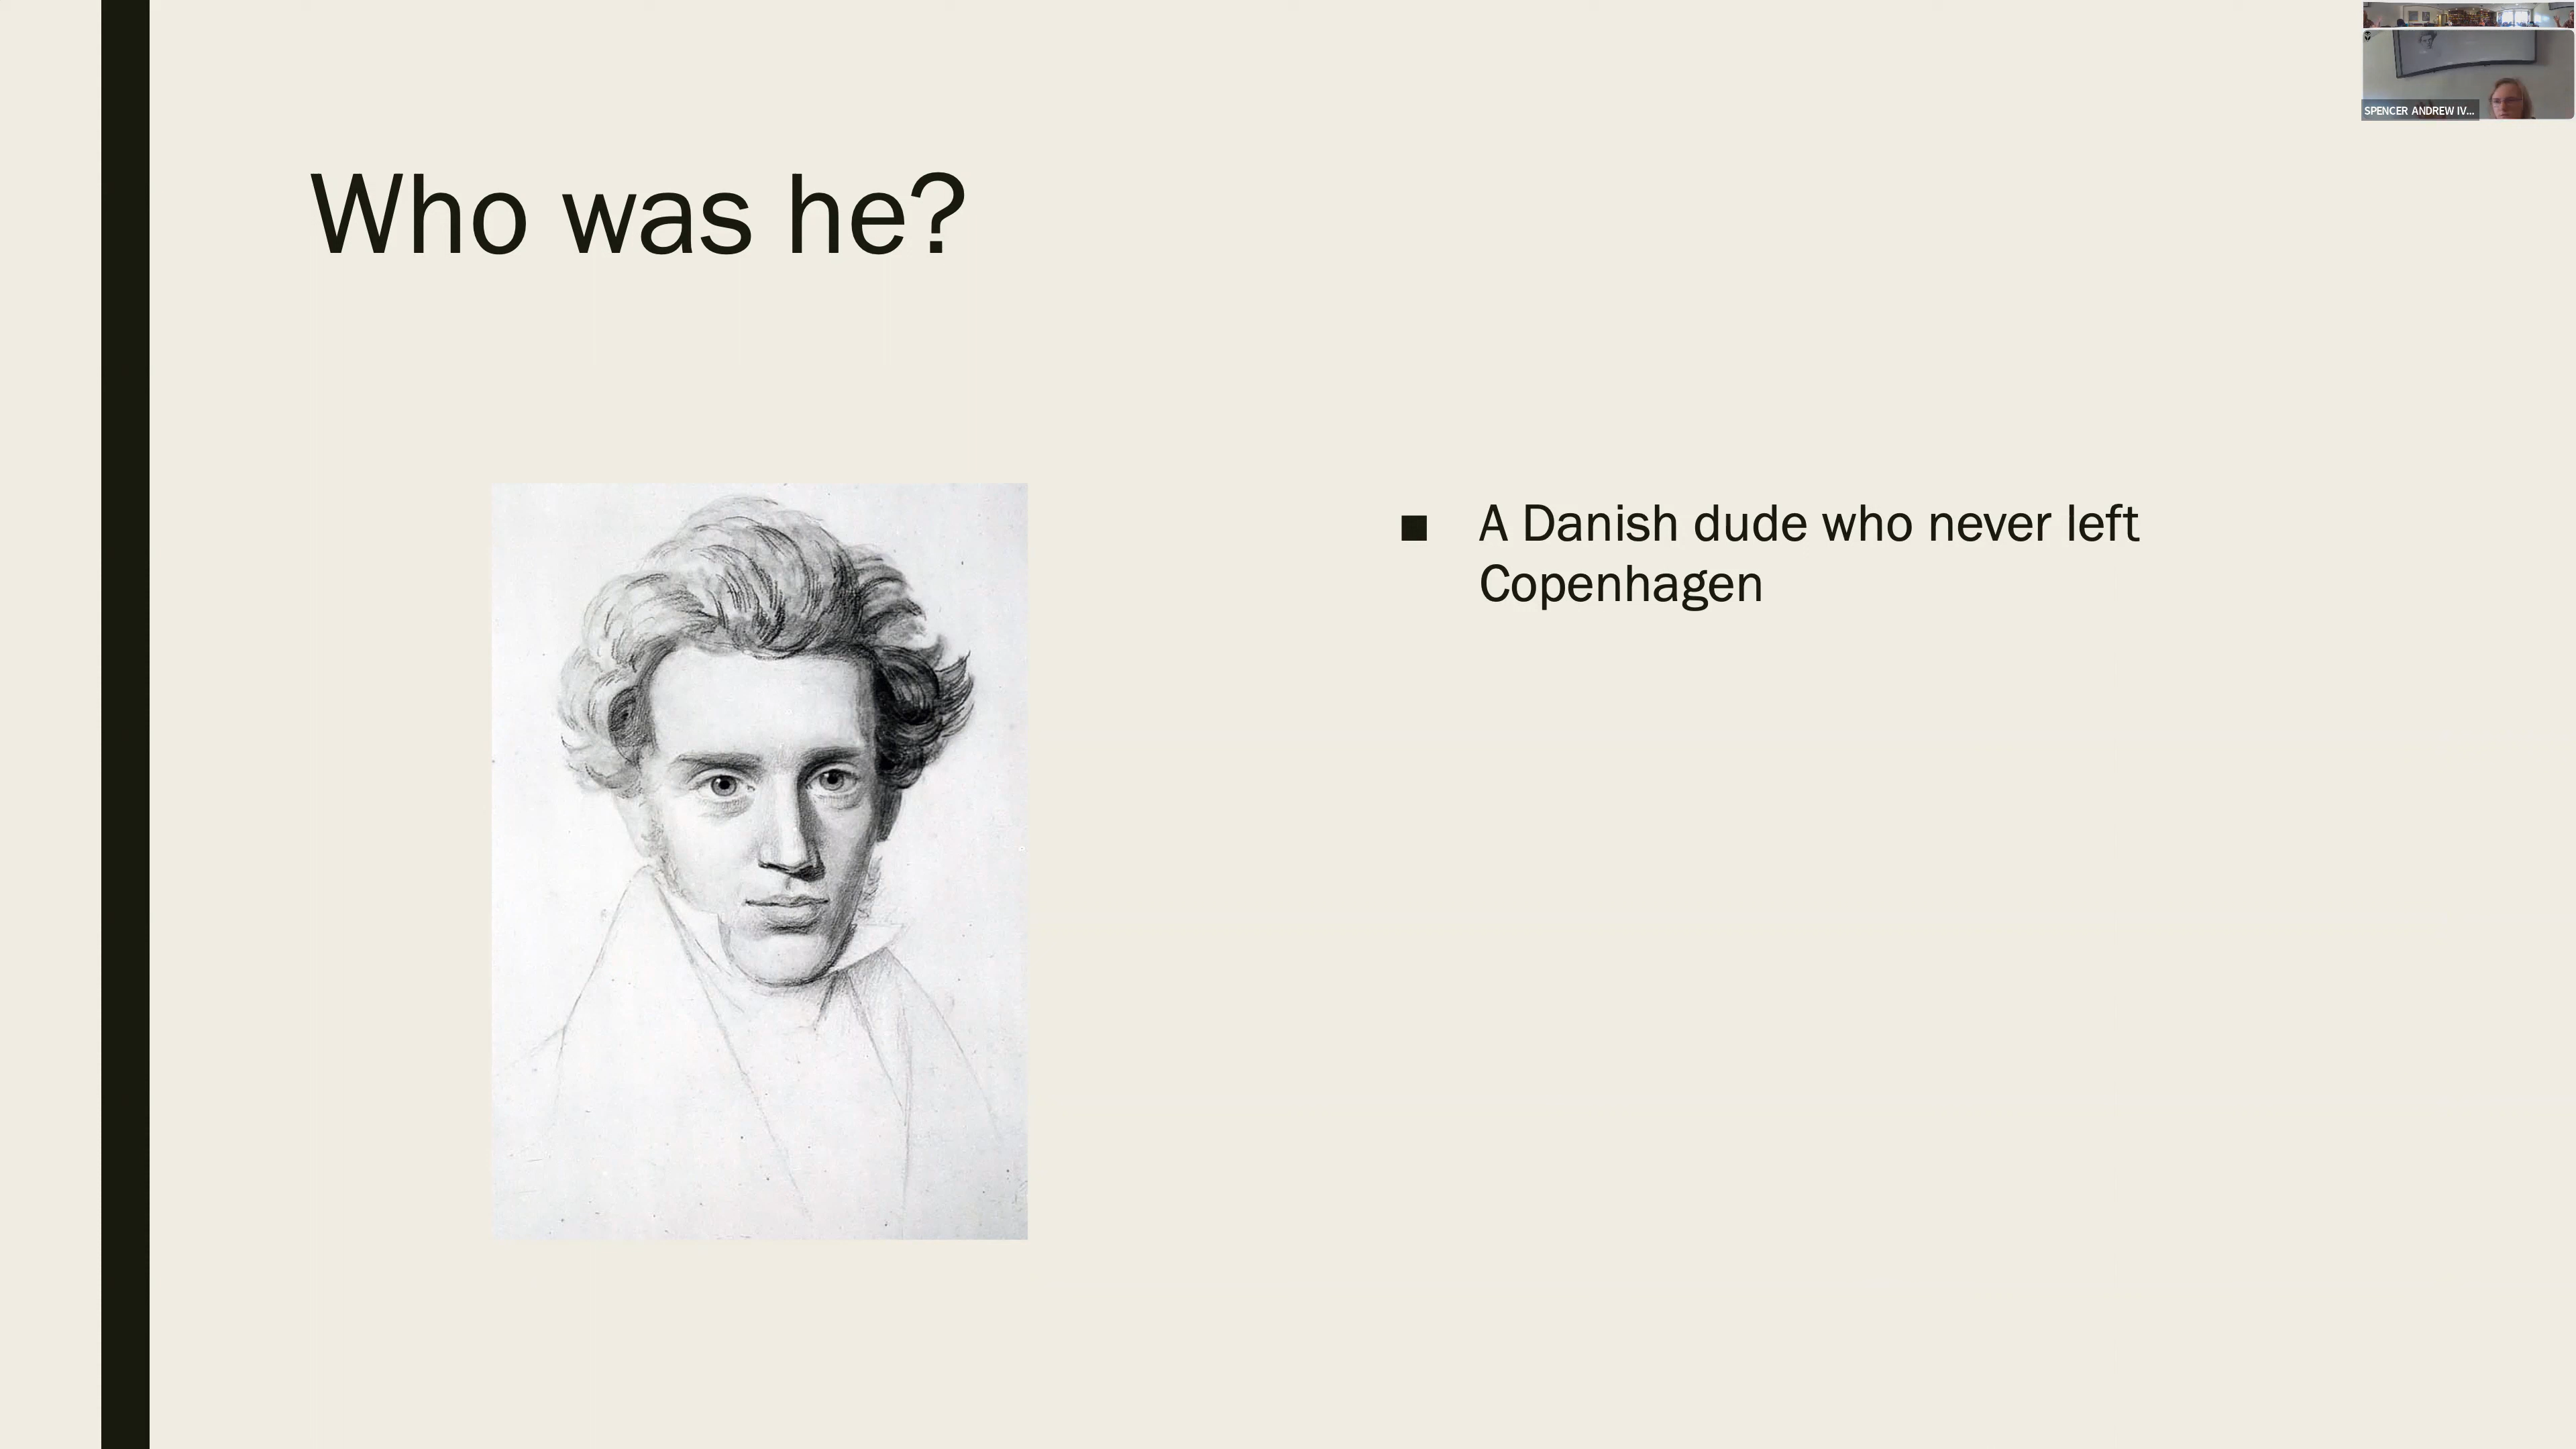 SPENCER ANDREW IV...
Who was he?
■ A Danish dude who never left
Copenhagen